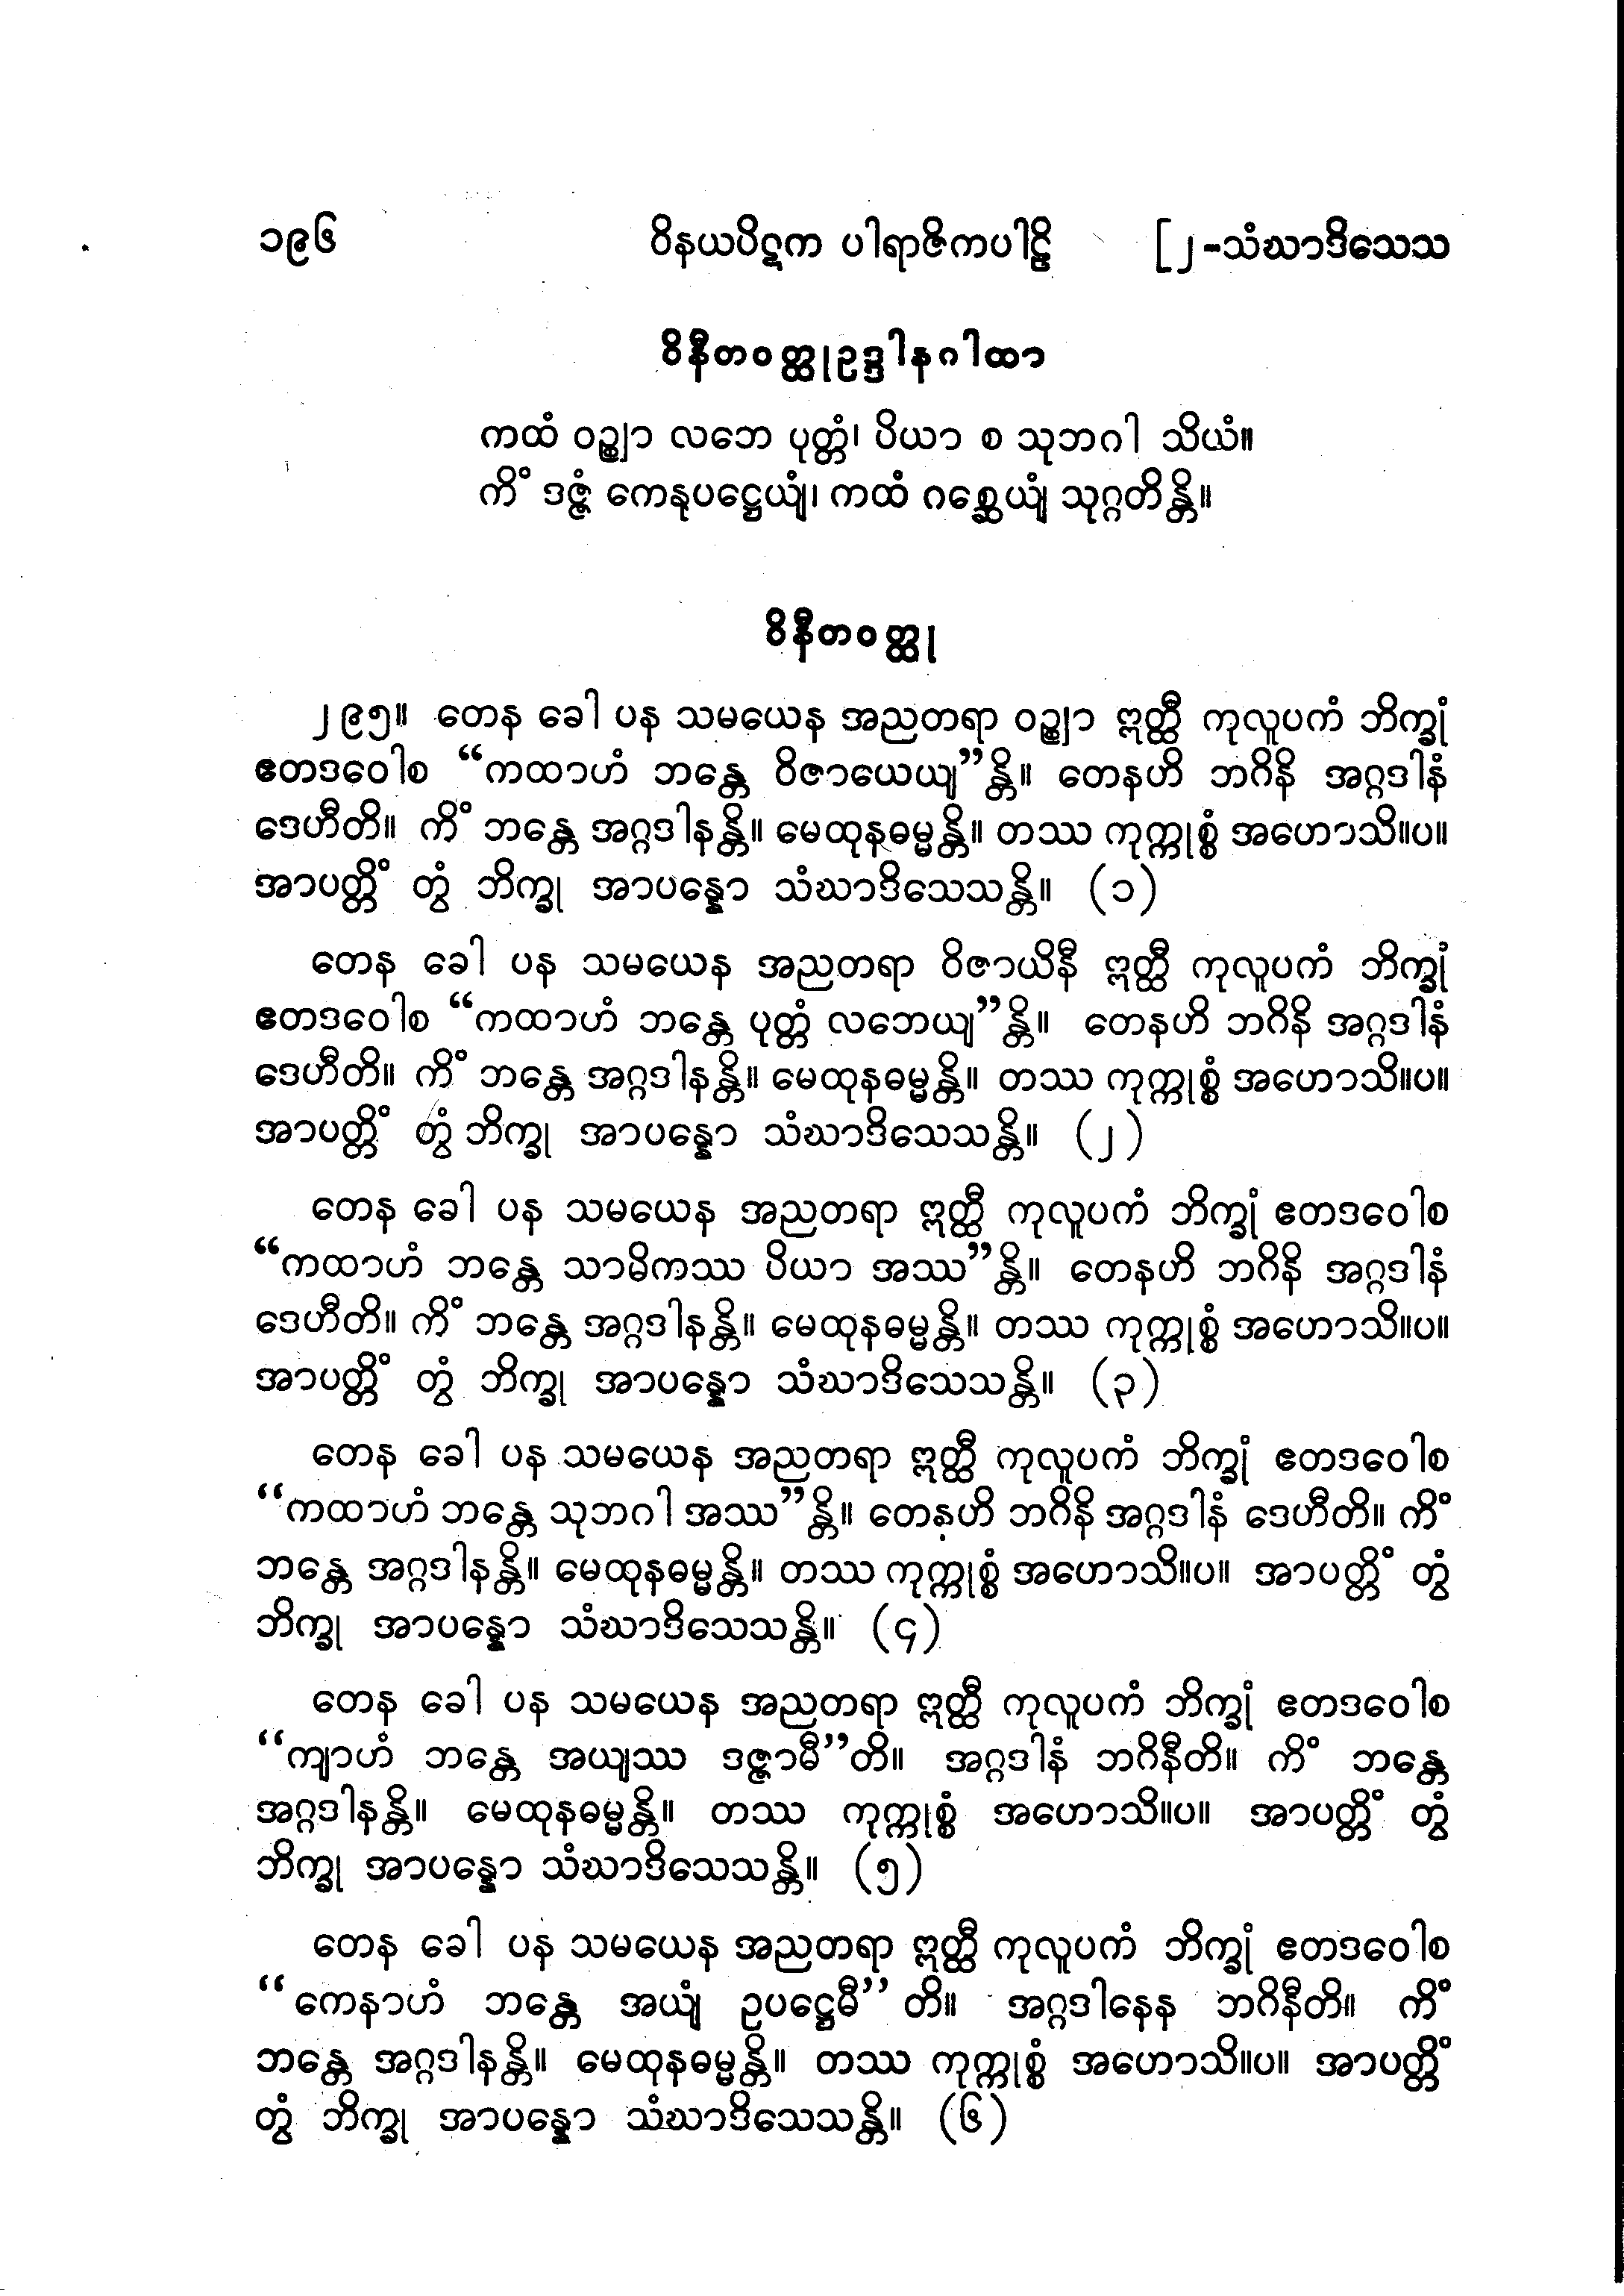 ၁၉၆ ဝိနယပိဋက ပါရာဇိကပါဠိ [၂-သံဃာဒိသေသ
ဝိနီတဝတ္ထုဥဒ္ဒါနဂါထာ
ကထံ ဝဉ္ဈာ လဘေ ပုတ္တံ၊ ပိယာ စ သုဘဂါ သိယံ။
ကိံ ဒဇ္ဇံ ကေနုပဋ္ဌေယျံ၊ ကထံ ဂစ္ဆေယျံ သုဂ္ဂတိန္တိ။
ဝိနီတဝတ္ထု
၂၉၅။ တေန ခေါ ပန သမယေန အညတရာ ဝဉ္ဈာ ဣတ္ထီ ကုလူပကံ ဘိက္ခုံ
ဧတဒဝေါစ “ကထာဟံ ဘန္တေ ဝိဇာယေယျ”န္တိ။ တေနဟိ ဘဂိနိ အဂ္ဂဒါနံ
ဒေဟီတိ။ ကိံ ဘန္တေ အဂ္ဂဒါနန္တိ။ မေထုနဓမ္မန္တိ။ တဿ ကုက္ကုစ္စံ အဟောသိ။ပ။
အာပတ္တိံ တွံ ဘိက္ခု အာပန္နော သံဃာဒိသေသန္တိ။ (၁)
တေန ခေါ ပန သမယေန အညတရာ ဝိဇာယိနီ ဣတ္ထီ ကုလူပကံ ဘိက္ခုံ
ဧတဒဝေါစ “ကထာဟံ ဘန္တေ ပုတ္တံ လဘေယျ”န္တိ။ တေနဟိ ဘဂိနိ အဂ္ဂဒါနံ
ဒေဟီတိ။ ကိံ ဘန္တေ အဂ္ဂဒါနန္တိ။ မေထုနဓမ္မန္တိ။ တဿ ကုက္ကုစ္စံ အဟောသိ။ပ။
အာပတ္တိံ တွံ ဘိက္ခု အာပန္နော သံဃာဒိသေသန္တိ။ (၂)
တေန ခေါ ပန သမယေန အညတရာ ဣတ္ထီ ကုလူပကံ ဘိက္ခုံ ဧတဒဝေါစ
“ကထာဟံ ဘန္တေ သာမိကဿ ပိယာ အဿ”န္တိ။ တေနဟိ ဘဂိနိ အဂ္ဂဒါနံ
ဒေဟီတိ။ ကိံ ဘန္တေ အဂ္ဂဒါနန္တိ။ မေထုနဓမ္မန္တိ။ တဿ ကုက္ကုစ္စံ အဟောသိ။ပ။
အာပတ္တိံ တွံ ဘိက္ခု အာပန္နော သံဃာဒိသေသန္တိ။ (၃)
တေန ခေါ ပန သမယေန အညတရာ ဣတ္ထီ ကုလူပကံ ဘိက္ခုံ ဧတဒဝေါစ
“ကထာဟံ ဘန္တေ သုဘဂါ အဿ”န္တိ။ တေနဟိ ဘဂိနိ အဂ္ဂဒါနံ ဒေဟီတိ။ ကိံ
ဘန္တေ အဂ္ဂဒါနန္တိ။ မေထုနဓမ္မန္တိ။ တဿ ကုက္ကုစ္စံ အဟောသိ။ပ။ အာပတ္တိံ တွံ
ဘိက္ခု အာပန္နော သံဃာဒိသေသန္တိ။ (၄)
တေန ခေါ ပန သမယေန အညတရာ ဣတ္ထီ ကုလူပကံ ဘိက္ခုံ ဧတဒဝေါစ
“ကျာဟံ ဘန္တေ အယျဿ ဒဇ္ဇာမီ”တိ။ အဂ္ဂဒါနံ ဘဂိနီတိ။ ကိံ ဘန္တေ
အဂ္ဂဒါနန္တိ။ မေထုနဓမ္မန္တိ။ တဿ ကုက္ကုစ္စံ အဟောသိ။ပ။ အာပတ္တိံ တွံ
ဘိက္ခု အာပန္နော သံဃာဒိသေသန္တိ။ (၅)
တေန ခေါ ပန သမယေန အညတရာ ဣတ္ထီ ကုလူပကံ ဘိက္ခုံ ဧတဒဝေါစ
“ကေနာဟံ ဘန္တေ အယျံ ဥပဋ္ဌေမီ”တိ။ အဂ္ဂဒါနေန ဘဂိနီတိ။ ကိံ
ဘန္တေ အဂ္ဂဒါနန္တိ။ မေထုနဓမ္မန္တိ။ တဿ ကုက္ကုစ္စံ အဟောသိ။ပ။ အာပတ္တိံ
တွံ ဘိက္ခု အာပန္နော သံဃာဒိသေသန္တိ။ (၆)